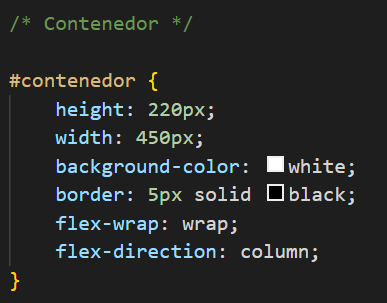 /* Contenedor */
#contenedor {
height: 220px;
width: 450px;
background-color: white;
border: 5px solid black;
flex-wrap: wrap;
flex-direction: column;
}